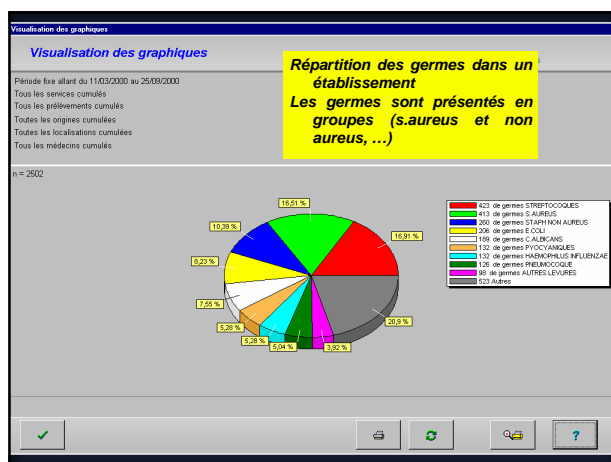 Visualisation des graphiques
Visualisation des graphiques
Répartition des germes dans un
établissement
Les germes sont présentés en
groupes (s.aureus et non
aureus, …)
Période fixe allant du 11/03/2000 au 25/09/2000
Tous les services cumulés
Tous les prélèvements cumulés
Toutes les origines cumulées
Toutes les localisations cumulées
Tous les médecins cumulés
n = 2502
16,51 %
10,39 %
16,91 %
8,23 %
7,55 %
5,28 %
5,28 %
5,04 %
3,92 %
20,9 %
423 de germes STREPTOCOQUES
413 de germes S.AUREUS
260 de germes STAPH NON AUREUS
206 de germes E.COLI
189 de germes C.ALBICANS
132 de germes PYOCYANIQUES
132 de germes HAEMOPHILUS INFLUENZAE
126 de germes PNEUMOCOQUE
98 de germes AUTRES LEVURES
523 Autres
?